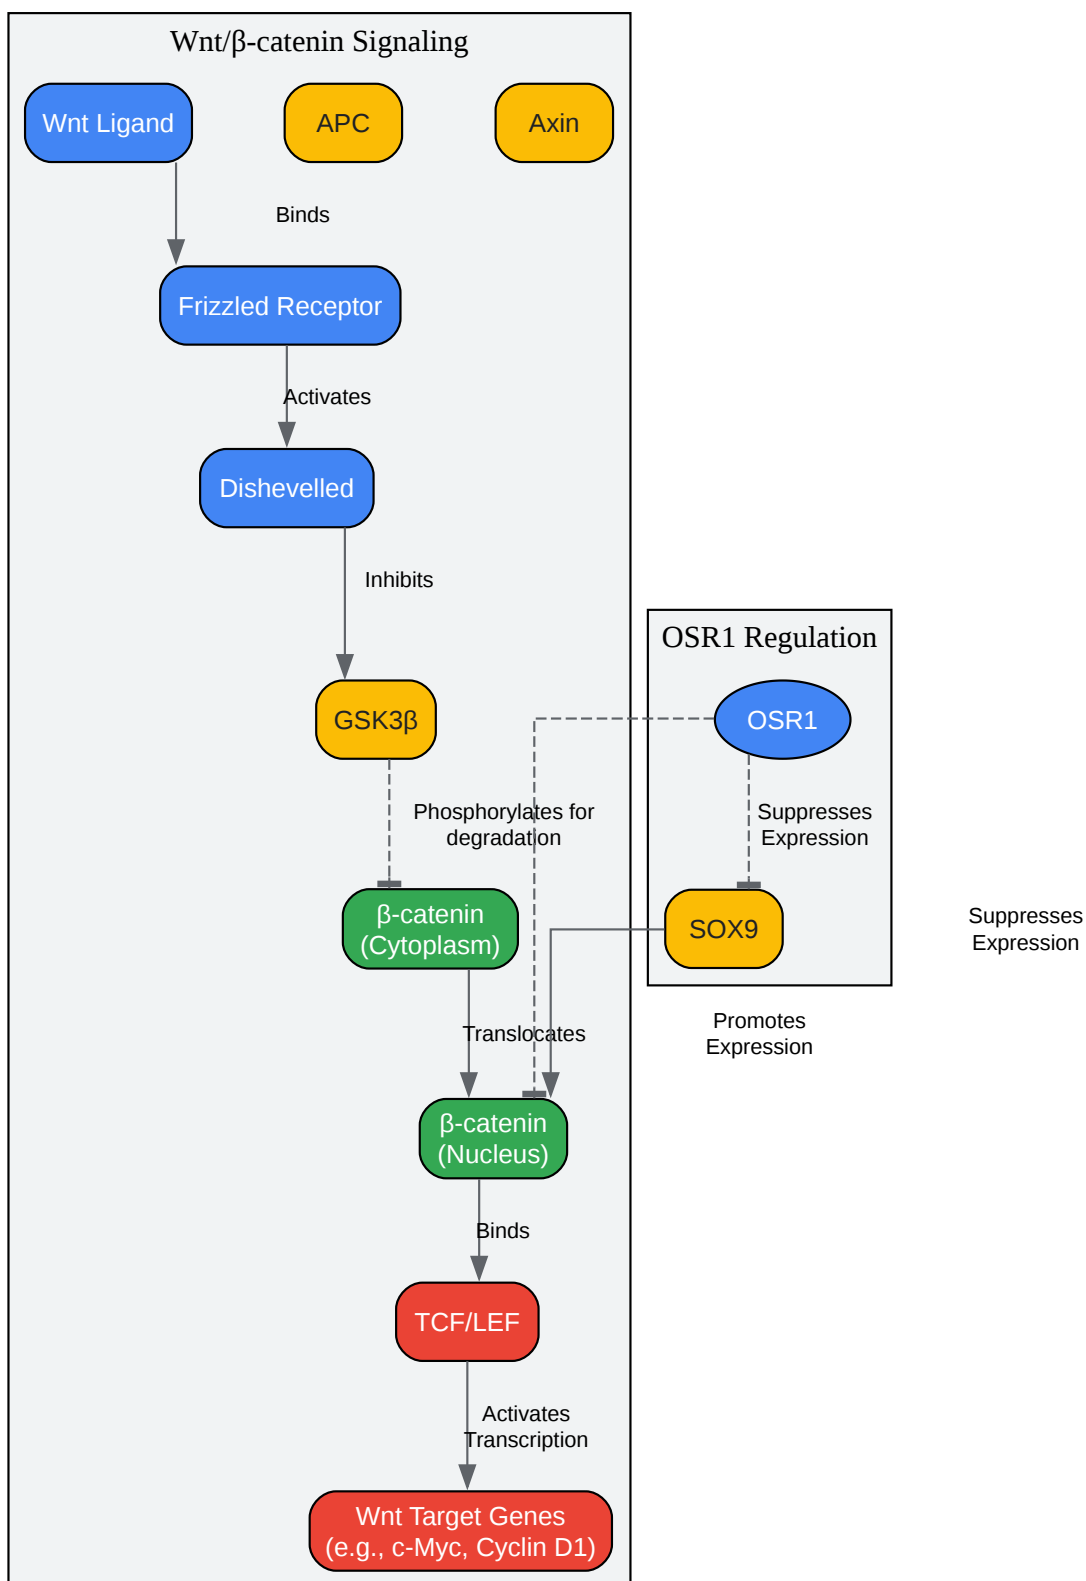 Wnt/β-catenin Signaling
Wnt Ligand
APC
Axin
Binds
Frizzled Receptor
Activates
Dishevelled
Inhibits
GSK3β
Phosphorylates for
degradation
β-catenin
(Cytoplasm)
Translocates
β-catenin
(Nucleus)
Binds
TCF/LEF
Activates
Transcription
Wnt Target Genes
(e.g., c-Myc, Cyclin D1)
OSR1 Regulation
OSR1
Suppresses
Expression
SOX9
Promotes
Expression
Suppresses
Expression